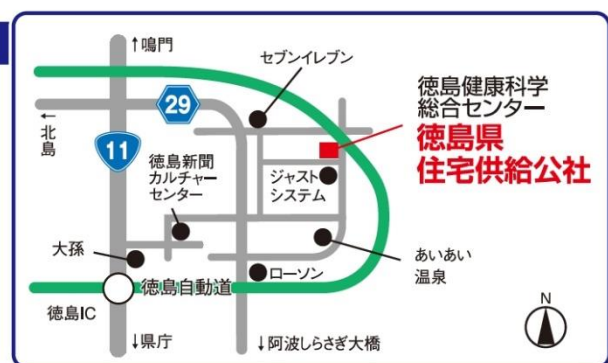 ↑鳴門
セブンイレブン
29
←
北島
11
徳島健康科学
総合センター
徳島県
住宅供給公社
徳島新聞
カルチャー
センター
ジャスト
システム
大孫
あいあい
温泉
ローソン
徳島自動道
徳島IC
↓県庁
↓阿波しらさぎ大橋
N